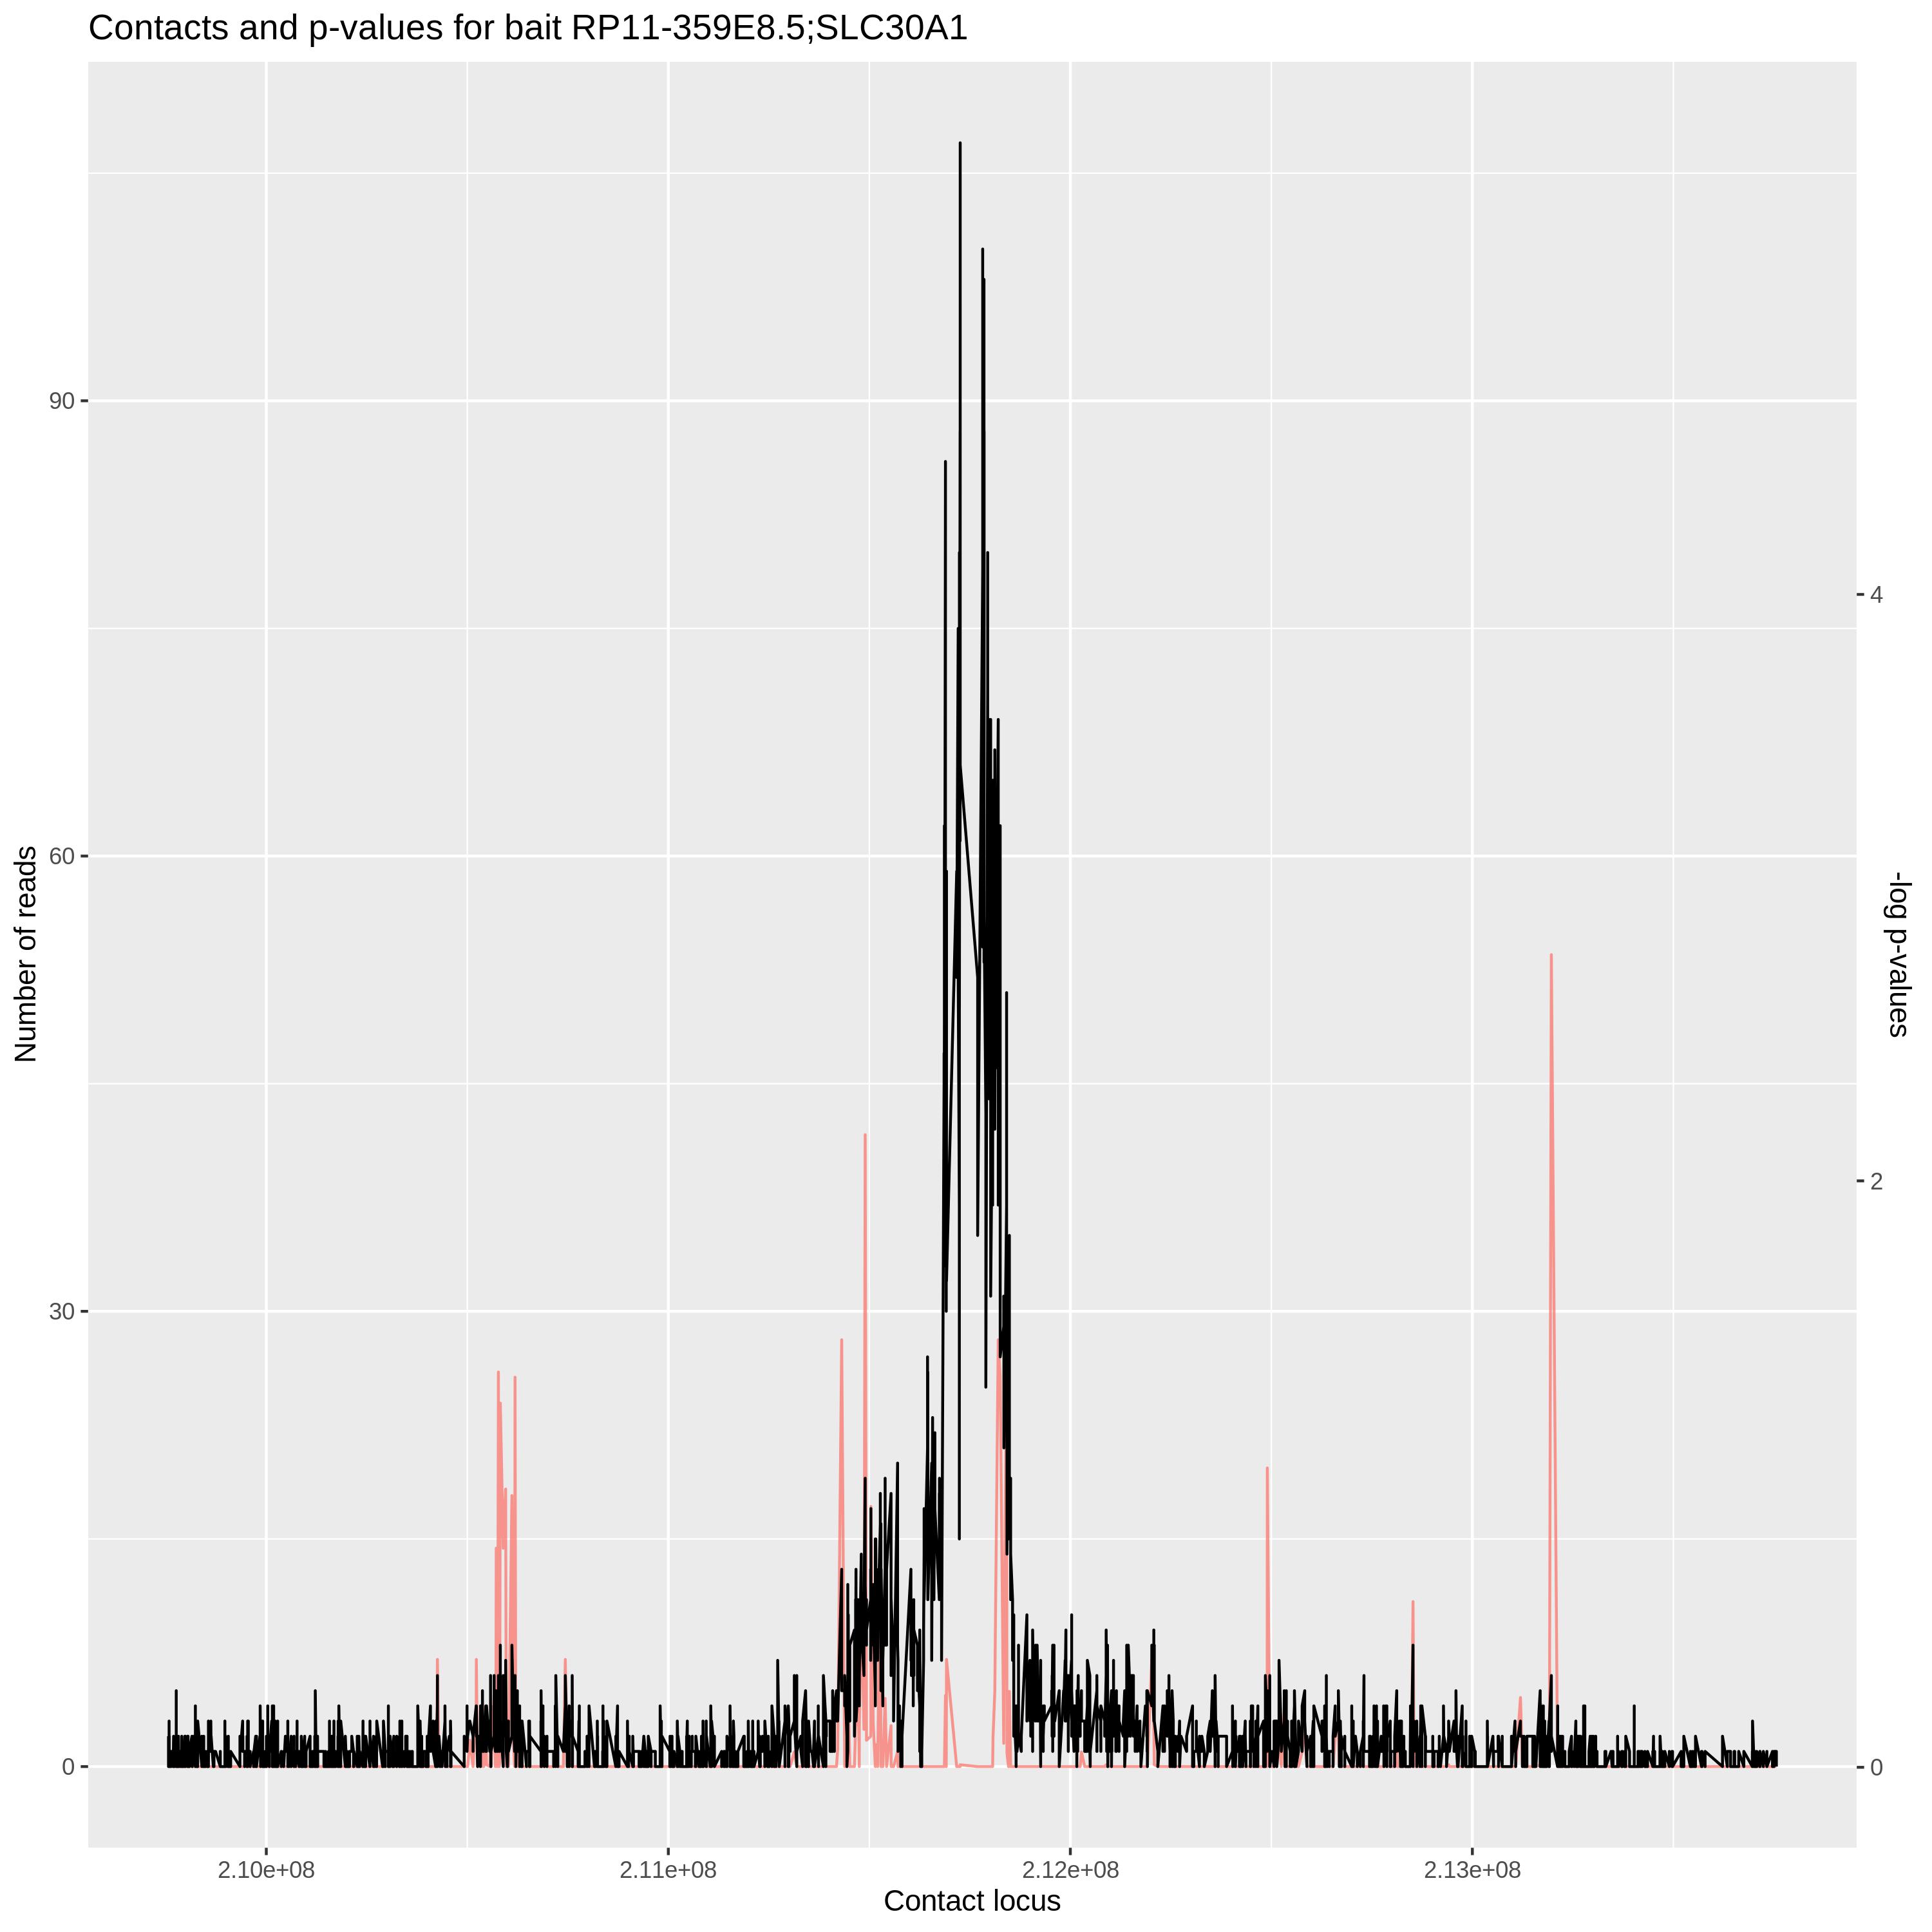 Contacts and p-values for bait RP11-359E8.5;SLC30A1
Number of reads
90
60
30
0
4
2
0
-log p-values
2.10e+08 2.11e+08 2.12e+08 2.13e+08
Contact locus